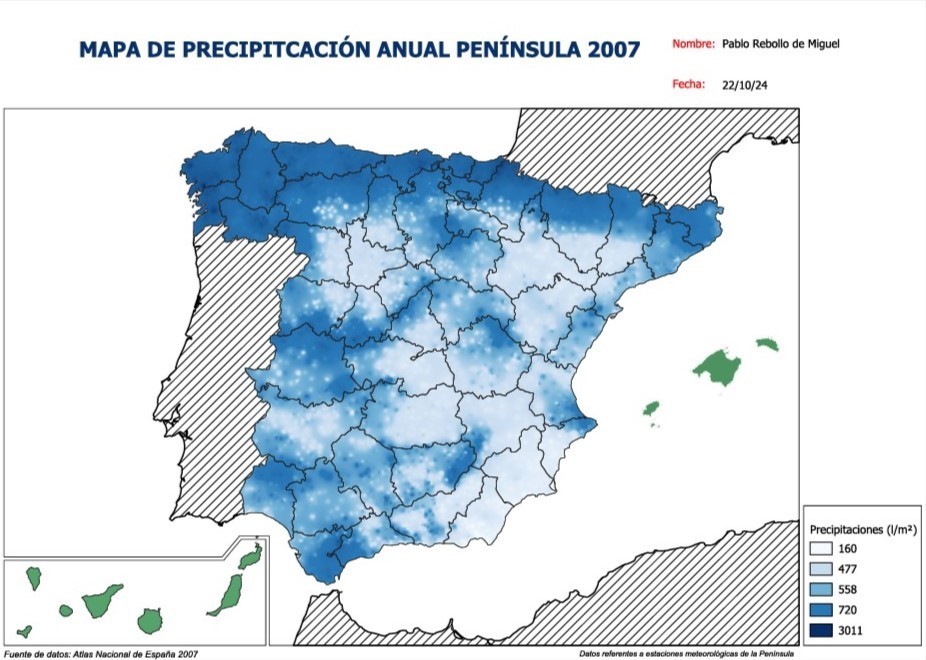 MAPA DE PRECIPITCACIÓN ANUAL PENÍNSULA 2007
Nombre: Pablo Rebollo de Miguel
Fecha: 22/10/24
Precipitaciones (l/m²)
160
477
558
720
3011
Fuente de datos: Atlas Nacional de España 2007
Datos referentes a estaciones meteorológicas de la Península